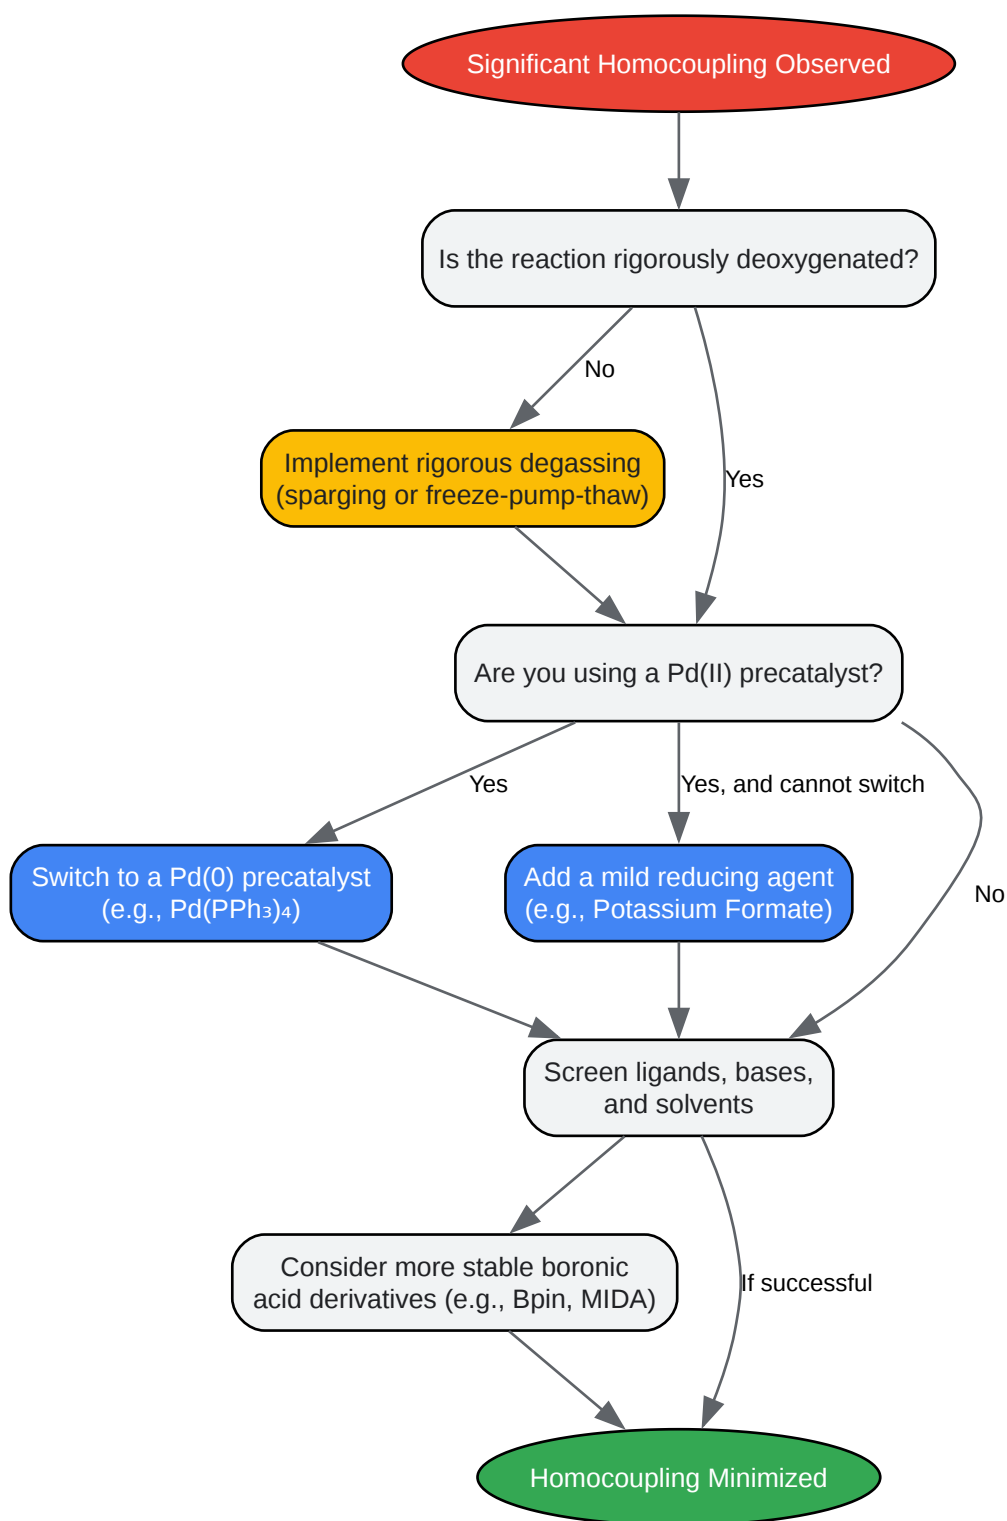 Significant Homocoupling Observed
Is the reaction rigorously deoxygenated?
No
Implement rigorous degassing
(sparging or freeze-pump-thaw)
Yes
Are you using a Pd(II) precatalyst?
Yes
Yes, and cannot switch
Switch to a Pd(0) precatalyst
(e.g., Pd(PPh₃)₄)
Add a mild reducing agent
(e.g., Potassium Formate)
No
Screen ligands, bases,
and solvents
Consider more stable boronic
acid derivatives (e.g., Bpin, MIDA)
If successful
Homocoupling Minimized